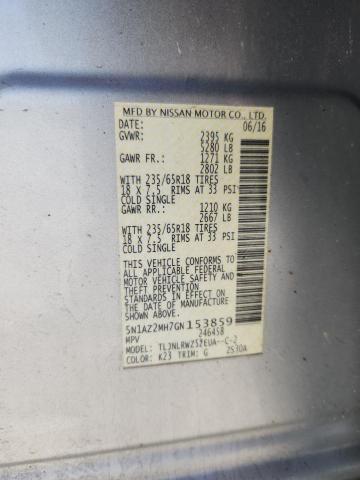 MFD BY NISSAN MOTOR CO., LTD.
DATE: 06/16
GVWR: 2395 KG
5280 LB
GAWR FR.: 1271 KG
2802 LB
WITH 235/65R18 TIRES
18 X 7.5 RIMS AT 33 PSI
COLD SINGLE
GAWR RR.: 1210 KG
2667 LB
WITH 235/65R18 TIRES
18 X 7.5 RIMS AT 33 PSI
COLD SINGLE
THIS VEHICLE CONFORMS TO
ALL APPLICABLE FEDERAL
MOTOR VEHICLE SAFETY
STANDARDS IN EFFECT ON THE
DATE OF MANUFACTURE
SHOWN ABOVE.
5N1AZ2MH7GN153859
MPV 246458
MODEL: TLJNLRWZ52EUA--C-2
COLOR: K23 TRIM: G 2530A